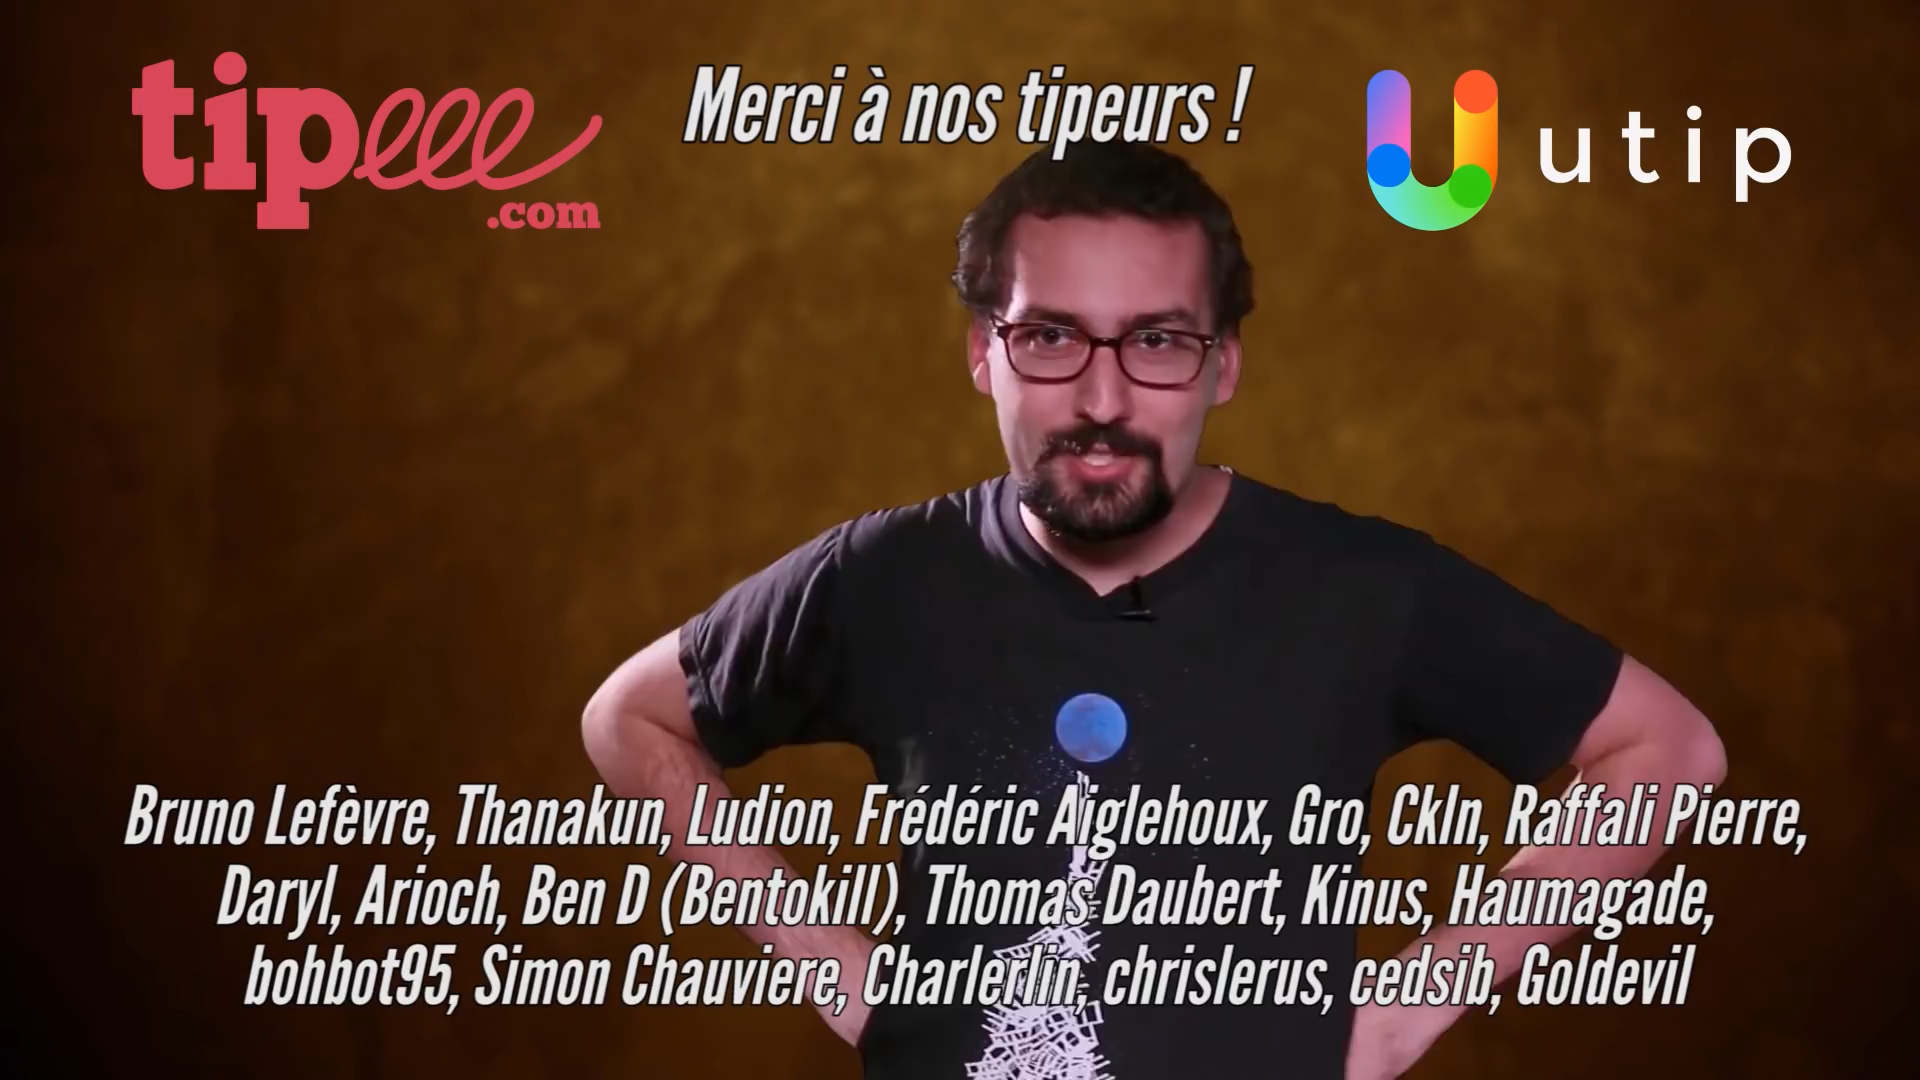 tipeee
.com
Merci à nos tipeurs !
utip
Bruno Lefèvre, Thanakun, Ludion, Frédéric Aiglehoux, Gro, Ckln, Raffali Pierre,
Daryl, Arioch, Ben D (Bentokill), Thomas Daubert, Kinus, Haumagade,
bohbot95, Simon Chauviere, Charlerlin, chrislerus, cedsib, Goldevil